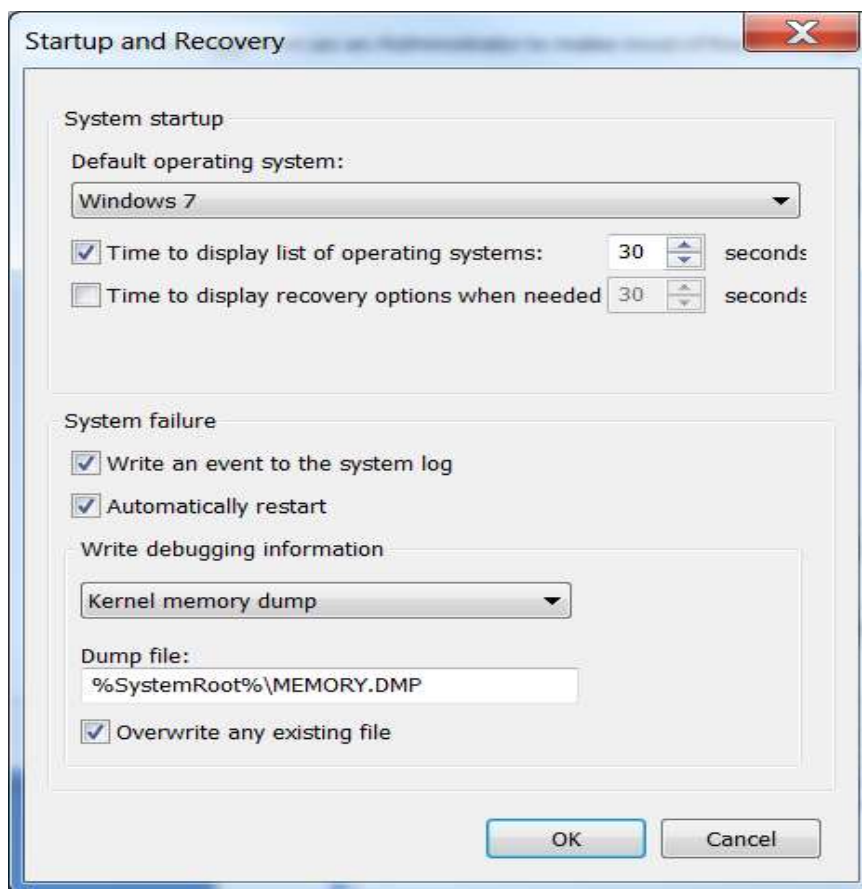 Startup and Recovery
System startup
Default operating system:
Windows 7
Time to display list of operating systems: 30 seconds
Time to display recovery options when needed 30 seconds
System failure
Write an event to the system log
Automatically restart
Write debugging information
Kernel memory dump
Dump file:
%SystemRoot%\MEMORY.DMP
Overwrite any existing file
OK Cancel